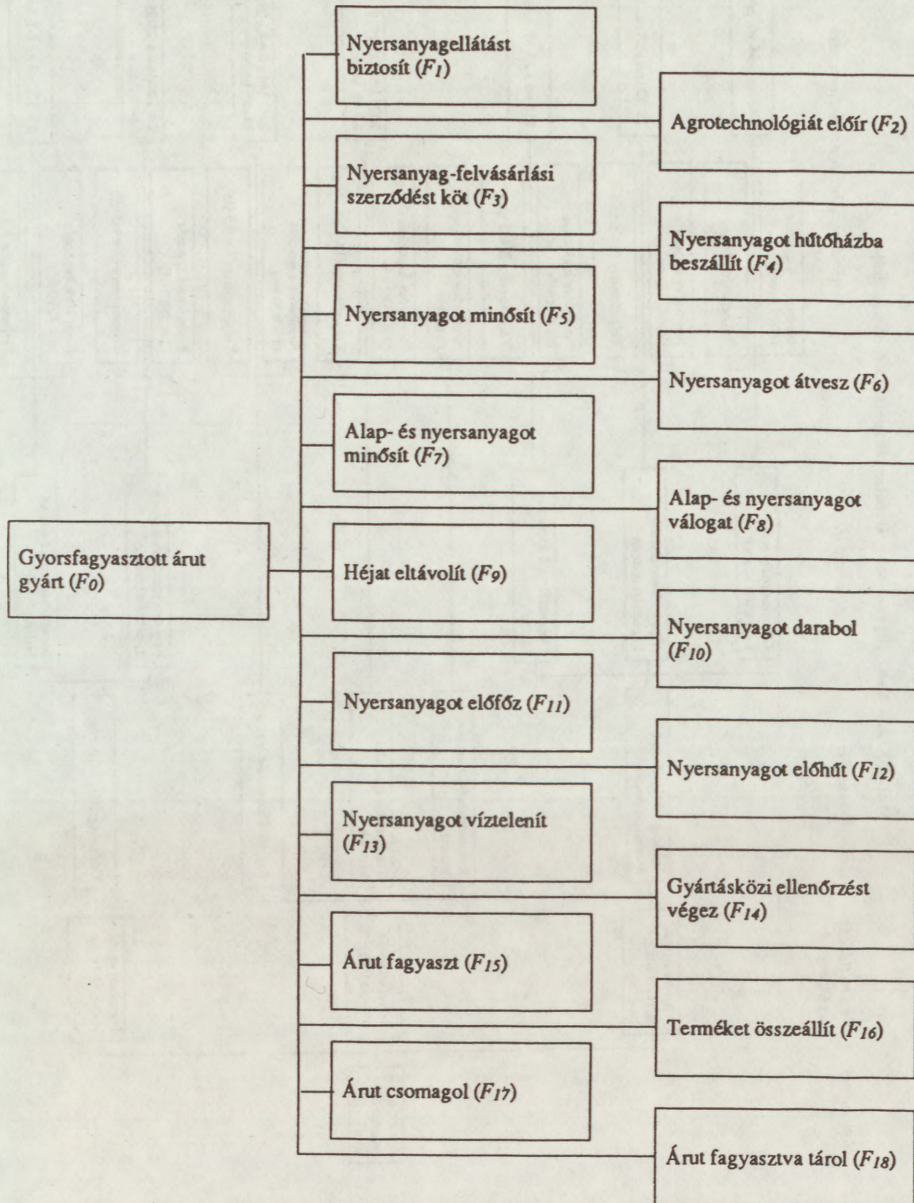 Nyersanyagellátást
biztosít (F1)
Agrotechnológiát előír (F2)
Nyersanyag-felvásárlási
szerződést köt (F3)
Nyersanyagot hűtőházba
beszállít (F4)
Nyersanyagot minősít (F5)
Nyersanyagot átvesz (F6)
Alap- és nyersanyagot
minősít (F7)
Alap- és nyersanyagot
válogat (F8)
Gyorsfagyasztott árut
gyárt (F0)
Héjat eltávolít (F9)
Nyersanyagot darabol
(F10)
Nyersanyagot előfőz (F11)
Nyersanyagot előhűt (F12)
Nyersanyagot víztelenít
(F13)
Gyártásközi ellenőrzést
végez (F14)
Árut fagyaszt (F15)
Terméket összeállít (F16)
Árut csomagol (F17)
Árut fagyasztva tárol (F18)